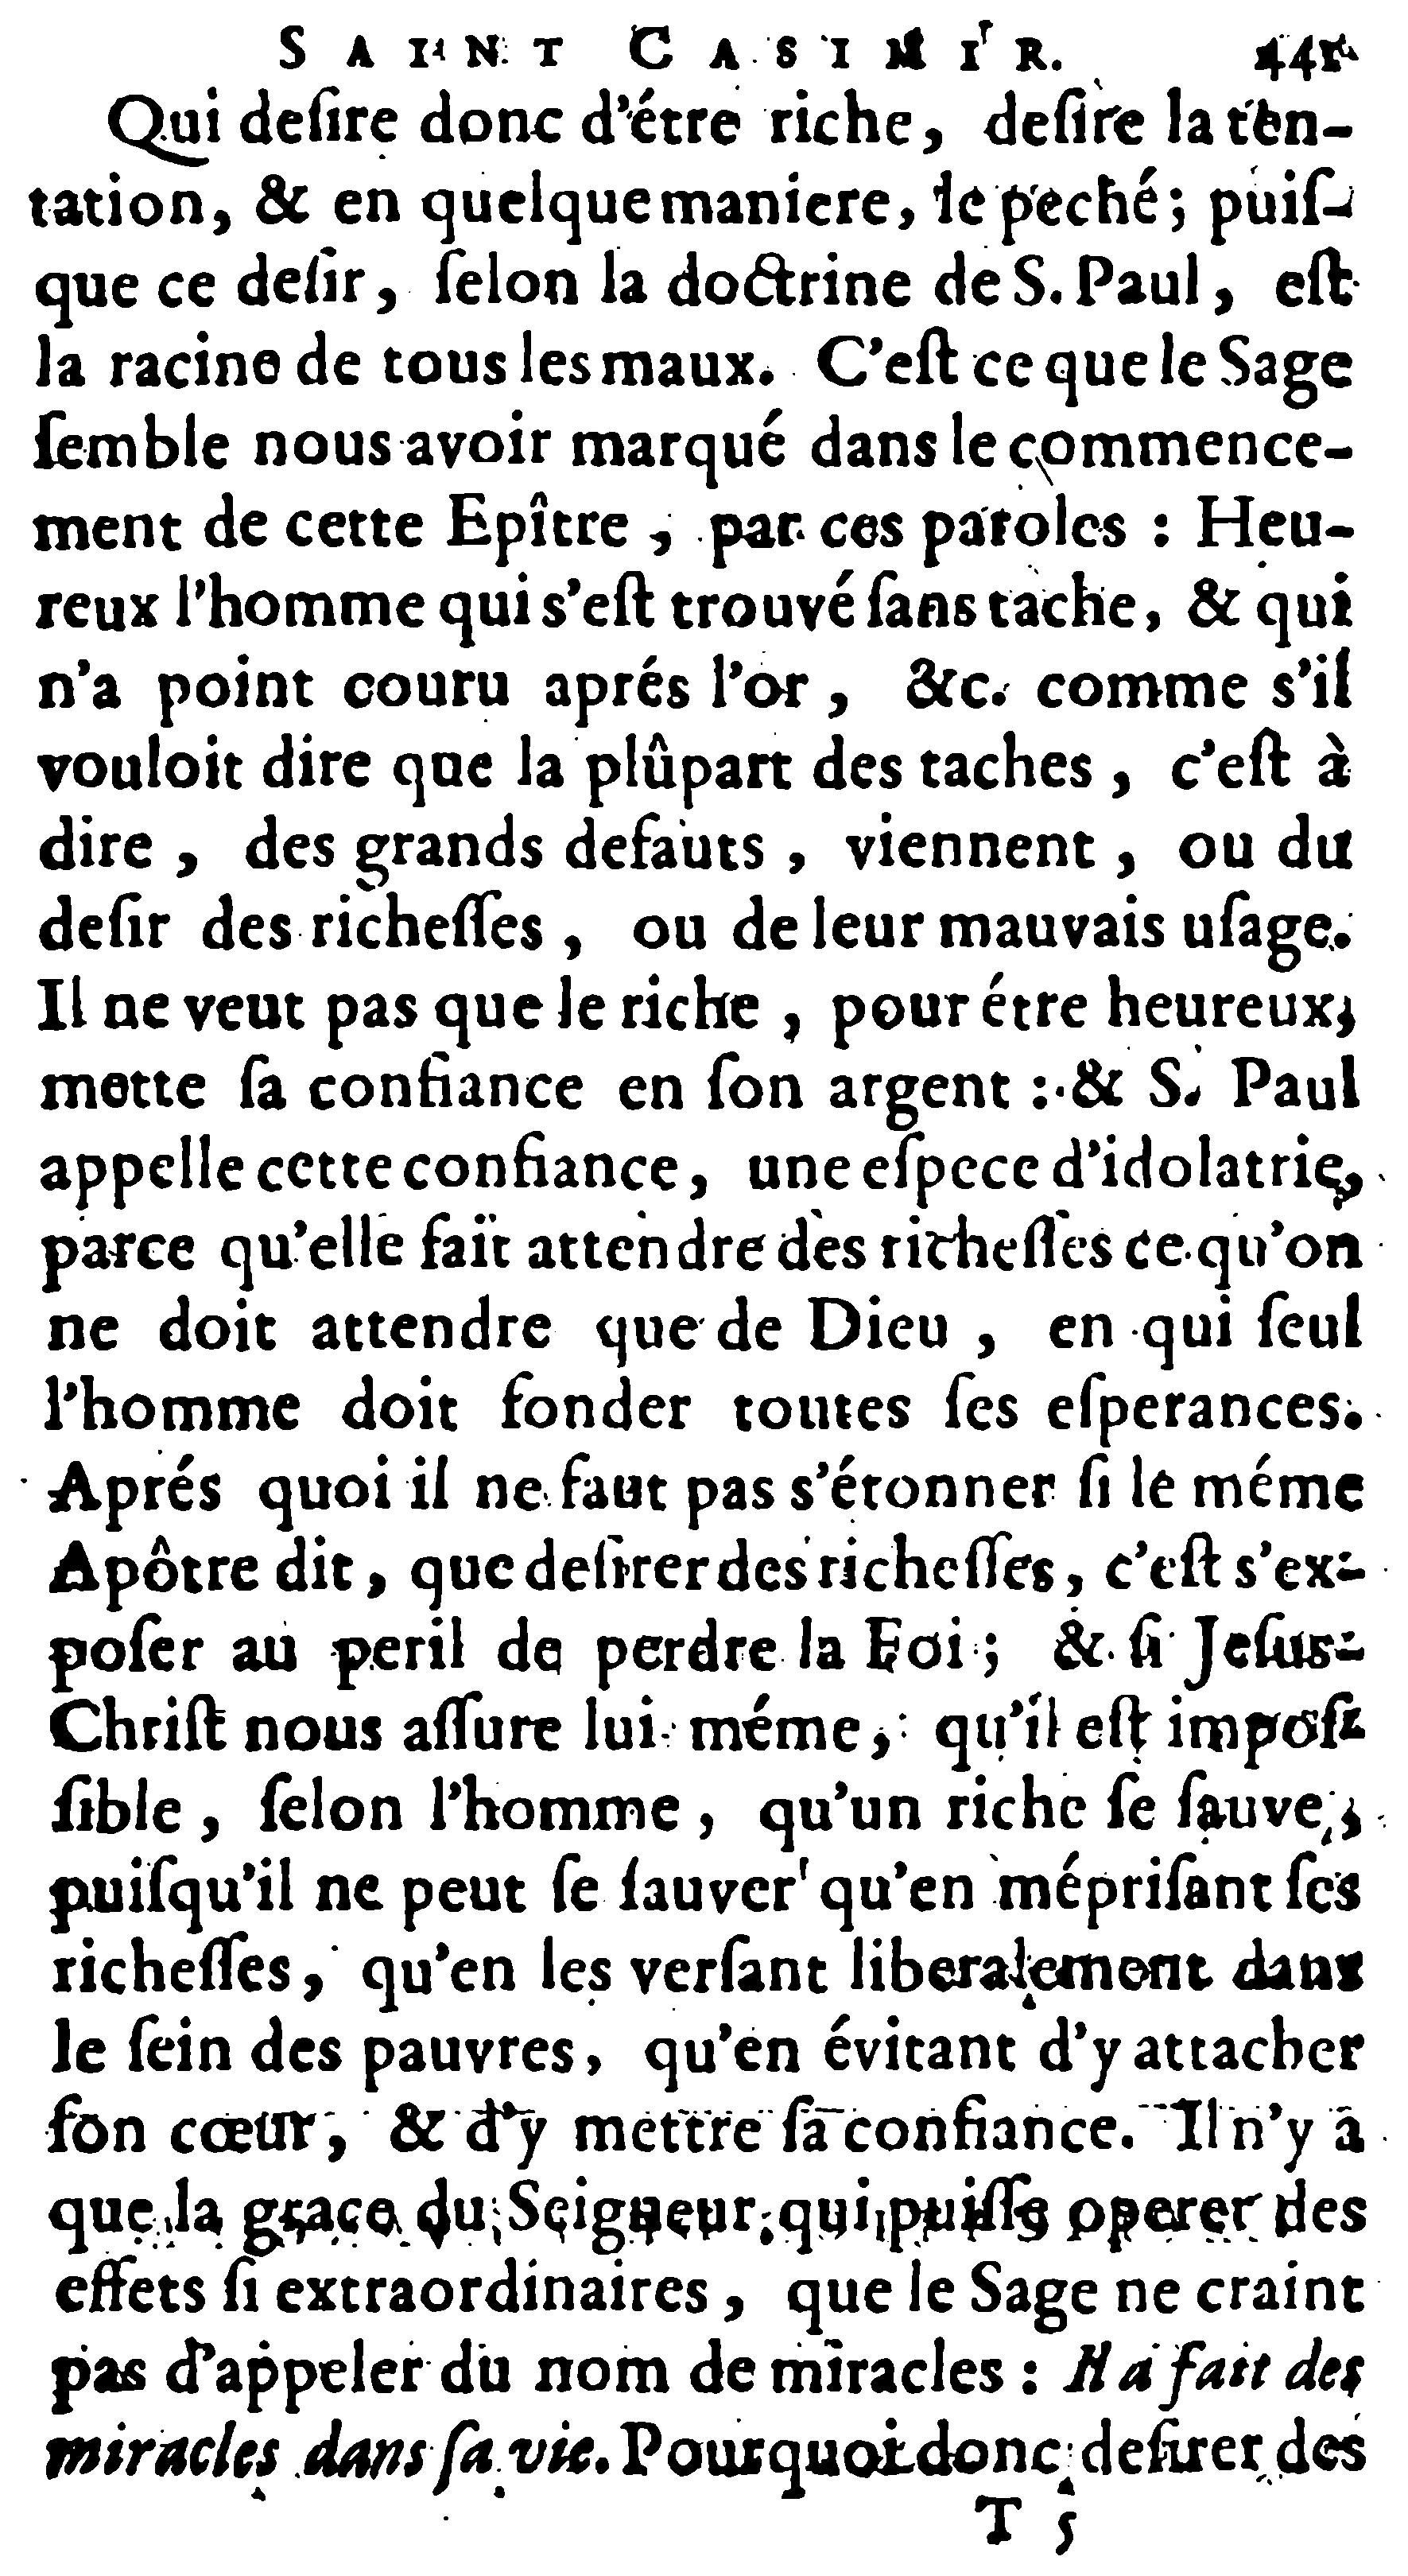 SAINT CASIMIR. 441
Qui deſire donc d'étre riche, deſire la ten-
tation, & en quelque maniere, le peché; puiſ-
que ce deſir, ſelon la doctrine de S. Paul, eſt
la racine de tous les maux. C'eſt ce que le Sage
ſemble nous avoir marqué dans le commence-
ment de cette Epître, par ces paroles : Heu-
reux l'homme qui s'eſt trouvé ſans tache, & qui
n'a point couru aprés l'or, &c. comme s'il
vouloit dire que la plûpart des taches, c'eſt à
dire, des grands defauts, viennent, ou du
deſir des richeſſes, ou de leur mauvais uſage.
Il ne veut pas que le riche, pour étre heureux,
mette ſa confiance en ſon argent : & S. Paul
appelle cette confiance, une eſpece d'idolatrie,
parce qu'elle fait attendre des richeſſes ce qu'on
ne doit attendre que de Dieu, en qui ſeul
l'homme doit fonder toutes ſes eſperances.
Aprés quoi il ne faut pas s'étonner ſi le méme
Apôtre dit, que deſirer des richeſſes, c'eſt s'ex-
poſer au peril de perdre la Foi; & ſi Jeſus-
Chriſt nous aſſure lui méme, qu'il eſt impoſ-
ſible, ſelon l'homme, qu'un riche ſe ſauve,
puiſqu'il ne peut ſe ſauver qu'en mépriſant ſes
richeſſes, qu'en les verſant liberalement dans
le ſein des pauvres, qu'en évitant d'y attacher
ſon cœur, & d'y mettre ſa confiance. Il n'y a
que la grace du Seigneur qui puiſſe operer des
effets ſi extraordinaires, que le Sage ne craint
pas d'appeler du nom de miracles : Il a fait des
miracles dans ſa vie. Pourquoi donc deſirer des
T 5